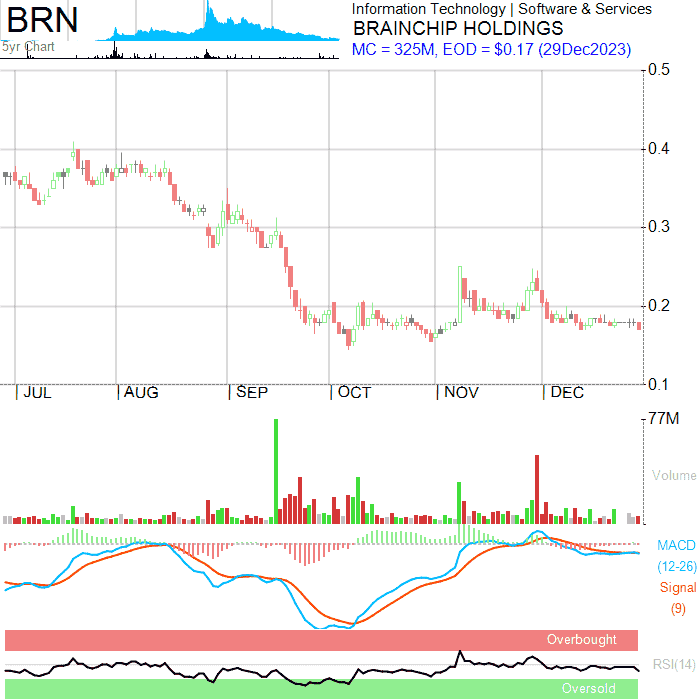 BRN
5yr Chart
Information Technology | Software & Services
BRAINCHIP HOLDINGS
MC = 325M, EOD = $0.17 (29Dec2023)
0.5
0.4
0.3
0.2
0.1
| JUL | AUG | SEP | OCT | NOV | DEC
77M
Volume
MACD
(12-26)
Signal
(9)
Overbought
RSI(14)
Oversold